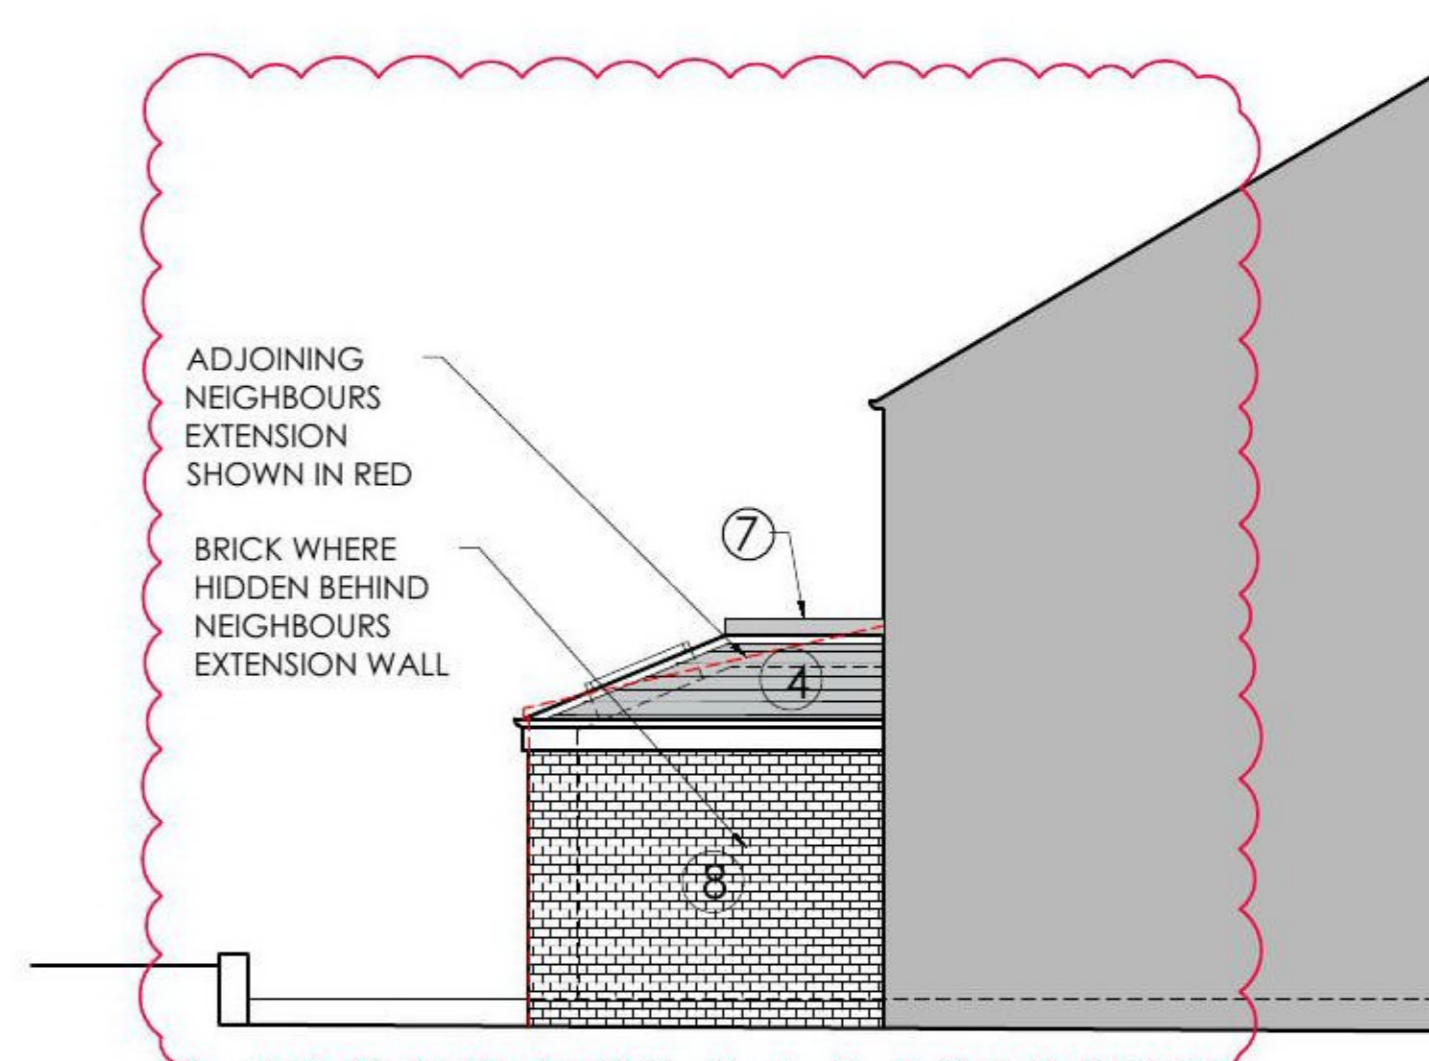 ADJOINING
NEIGHBOURS
EXTENSION
SHOWN IN RED
7
BRICK WHERE
HIDDEN BEHIND
NEIGHBOURS
EXTENSION WALL
4
8